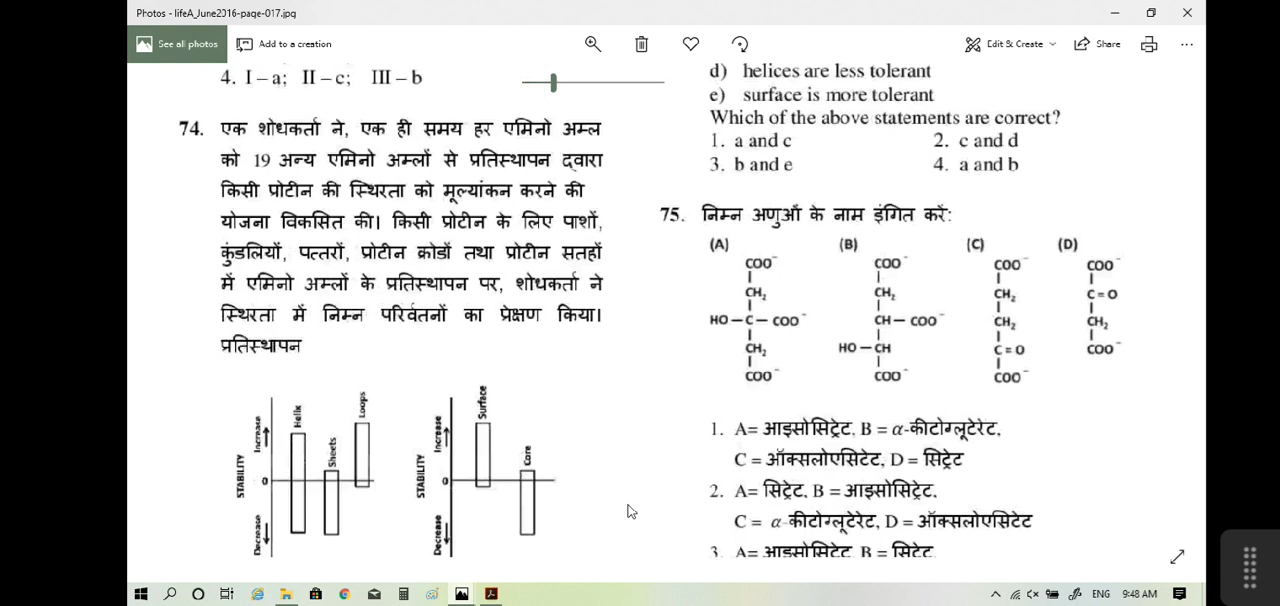 Photos - lifeA_June2016-page-017.jpg
See all photos
Add to a creation
Edit & Create
Share
4. I – a; II – c; III – b
74. एक शोधकर्ता ने, एक ही समय हर एमिनो अम्ल
को 19 अन्य एमिनो अम्लों से प्रतिस्थापन द्वारा
किसी प्रोटीन की स्थिरता को मूल्यांकन करने की
योजना विकसित की। किसी प्रोटीन के लिए पाशों,
कुंडलियों, पत्तरों, प्रोटीन क्रोडों तथा प्रोटीन सतहों
में एमिनो अम्लों के प्रतिस्थापन पर, शोधकर्ता ने
स्थिरता में निम्न परिवर्तनों का प्रेक्षण किया।
प्रतिस्थापन
STABILITY
Decrease
Increase
0
Helix
Sheets
Loops
STABILITY
Decrease
Increase
0
Surface
Core
d) helices are less tolerant
e) surface is more tolerant
Which of the above statements are correct?
1. a and c 2. c and d
3. b and e 4. a and b
75. निम्न अणुओं के नाम इंगित करें:
(A) (B) (C) (D)
COO⁻
CH₂
HO – C – COO⁻
CH₂
COO⁻
COO⁻
CH₂
CH – COO⁻
HO – CH
COO⁻
COO⁻
CH₂
CH₂
C = O
COO⁻
COO⁻
C = O
CH₂
COO⁻
1. A= आइसोसिट्रेट, B = α-कीटोग्लूटेरेट,
C = ऑक्सलोएसिटेट, D = सिट्रेट
2. A= सिट्रेट, B = आइसोसिट्रेट,
C = α-कीटोग्लूटेरेट, D = ऑक्सलोएसिटेट
3. A= आइसोसिट्रेट B = सिट्रेट
ENG 9:48 AM